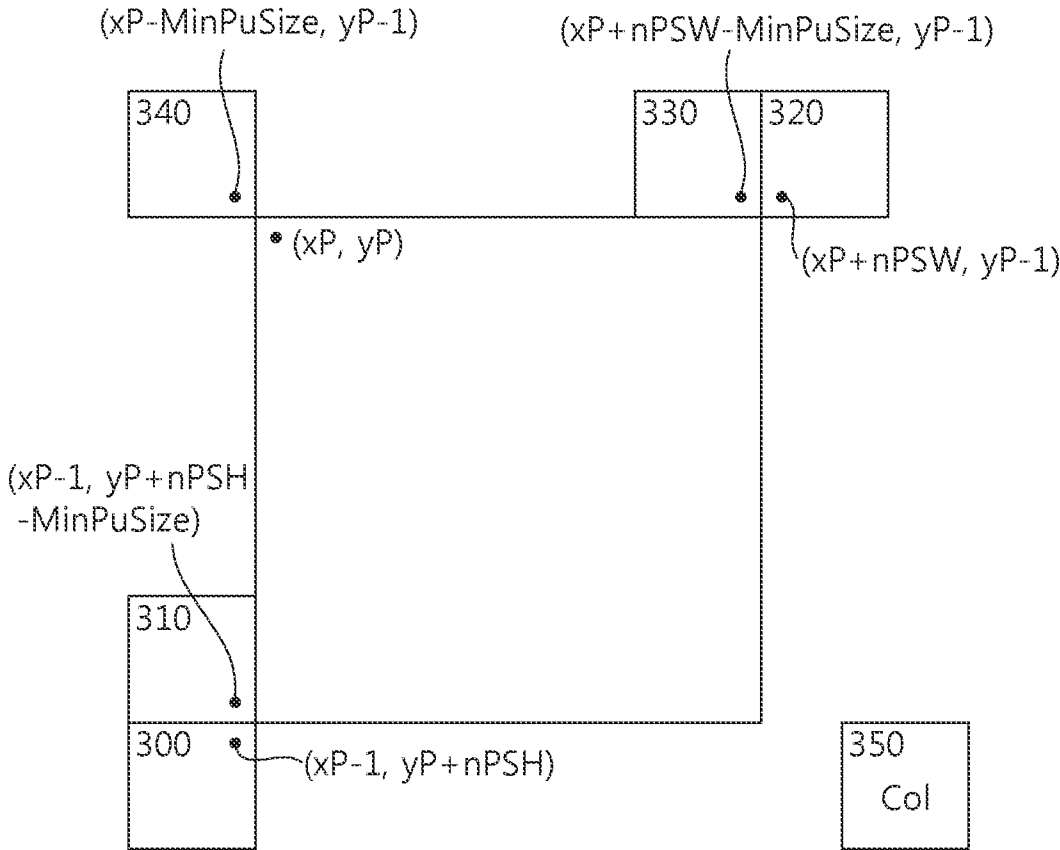 (xP-MinPuSize, yP-1)
(xP+nPSW-MinPuSize, yP-1)
340
330
320
(xP, yP)
(xP+nPSW, yP-1)
(xP-1, yP+nPSH
-MinPuSize)
310
300
(xP-1, yP+nPSH)
350
Col